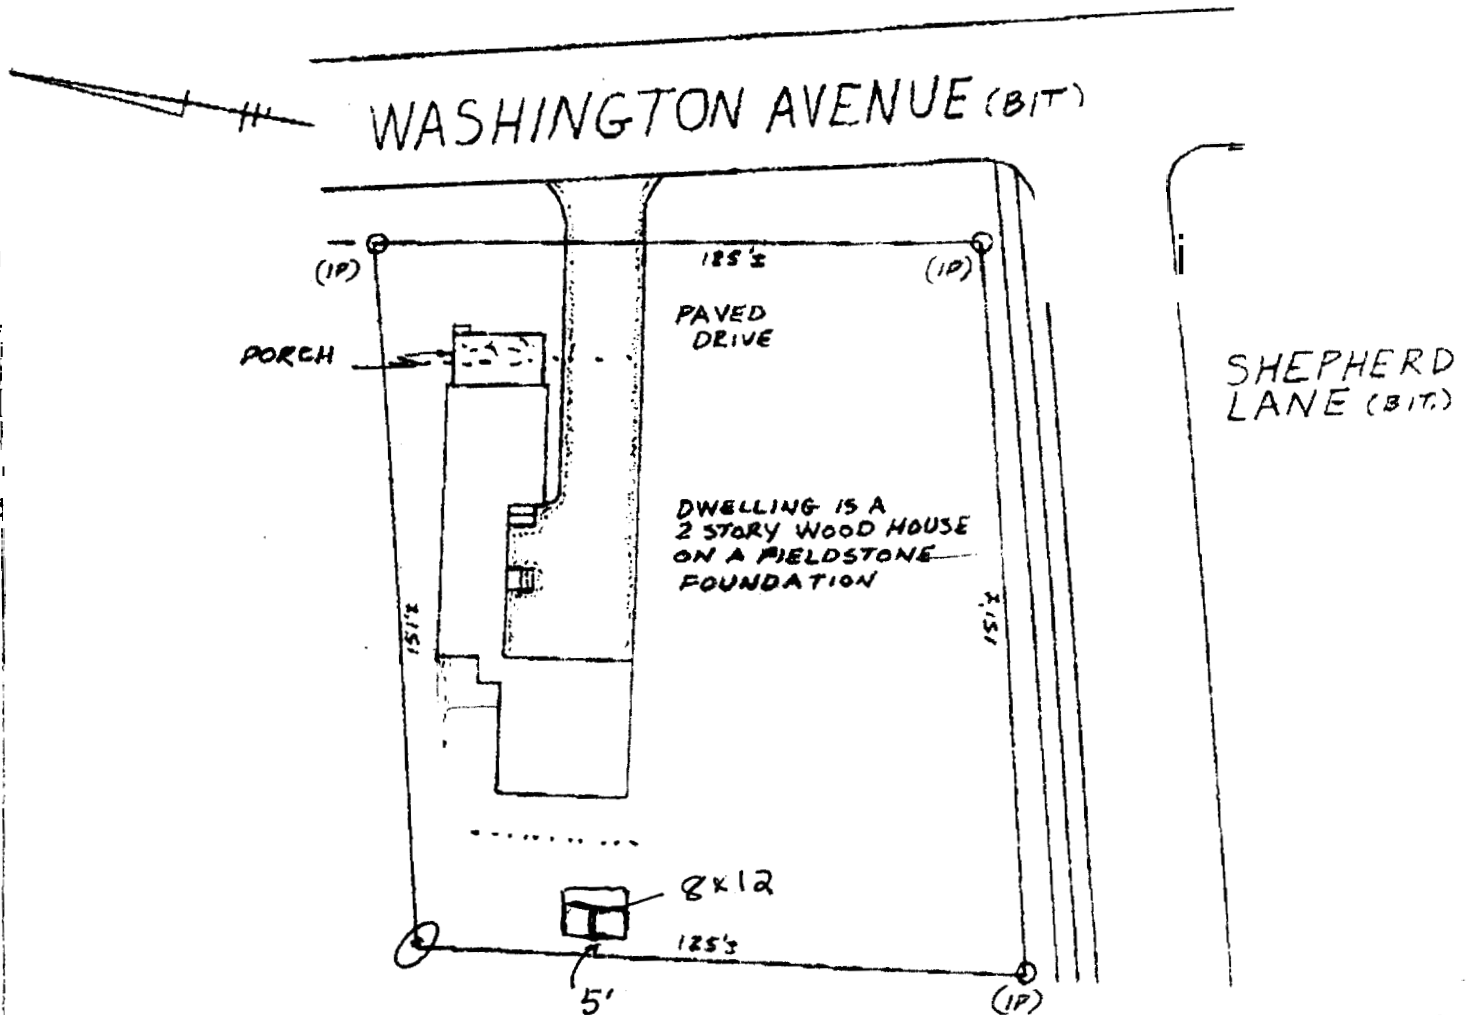 WASHINGTON AVENUE (BIT)
(IP)
125'±
(IP)
PAVED
DRIVE
PORCH
SHEPHERD
LANE (BIT.)
DWELLING IS A
2 STORY WOOD HOUSE
ON A FIELDSTONE
FOUNDATION
151'±
151'±
8x12
125'±
5'
(IP)